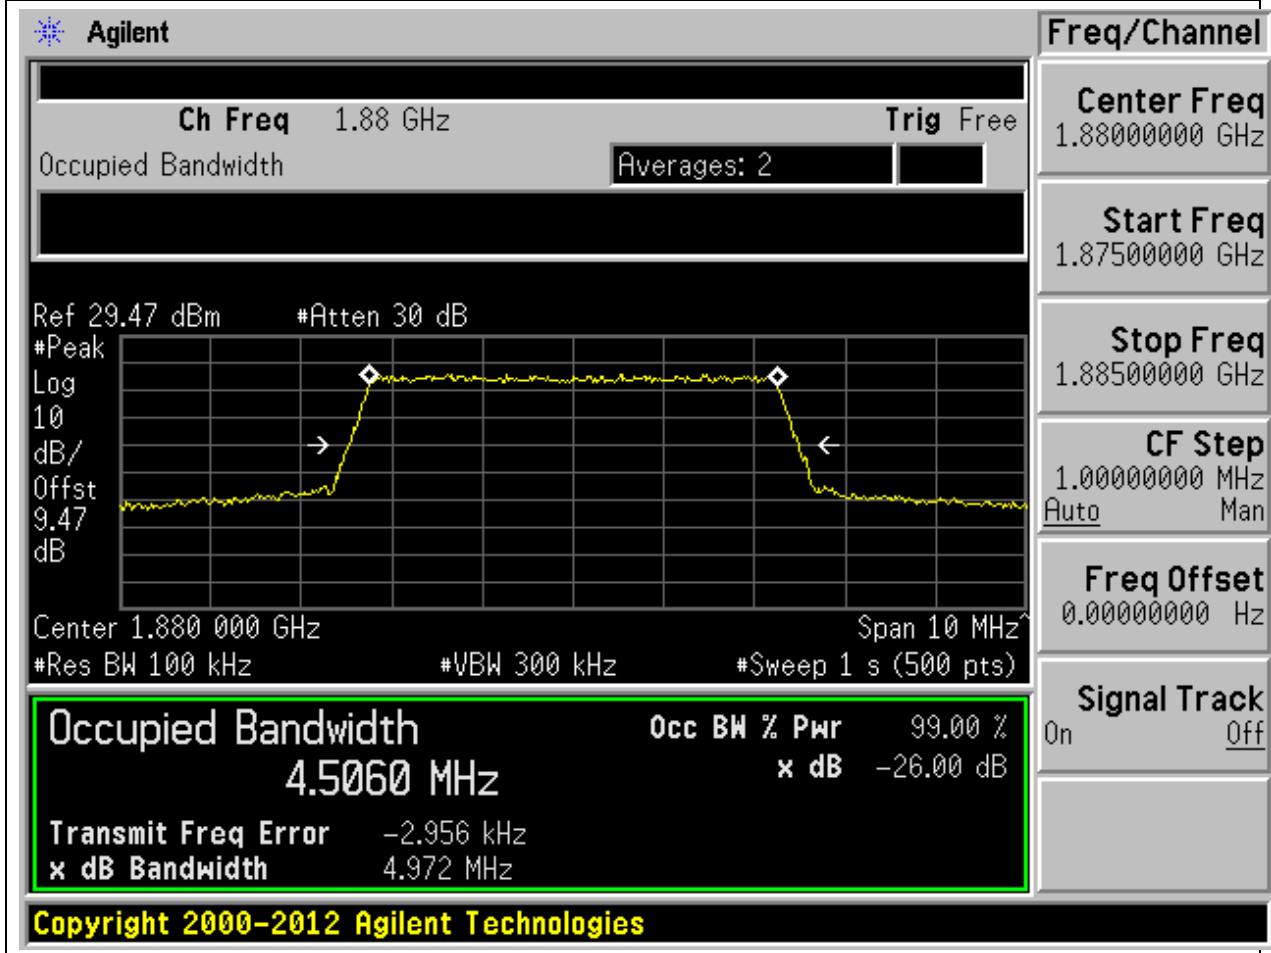 Agilent
Freq/Channel
Ch Freq 1.88 GHz Trig Free
Occupied Bandwidth Averages: 2
Ref 29.47 dBm #Atten 30 dB
#Peak
Log
10
dB/
Offst
9.47
dB
Center 1.880 000 GHz Span 10 MHz^
#Res BW 100 kHz #VBW 300 kHz #Sweep 1 s (500 pts)
Occupied Bandwidth
4.5060 MHz
Occ BW % Pwr 99.00 %
x dB -26.00 dB
Transmit Freq Error -2.956 kHz
x dB Bandwidth 4.972 MHz
Center Freq
1.88000000 GHz
Start Freq
1.87500000 GHz
Stop Freq
1.88500000 GHz
CF Step
1.00000000 MHz
Auto Man
Freq Offset
0.00000000 Hz
Signal Track
On Off
Copyright 2000-2012 Agilent Technologies